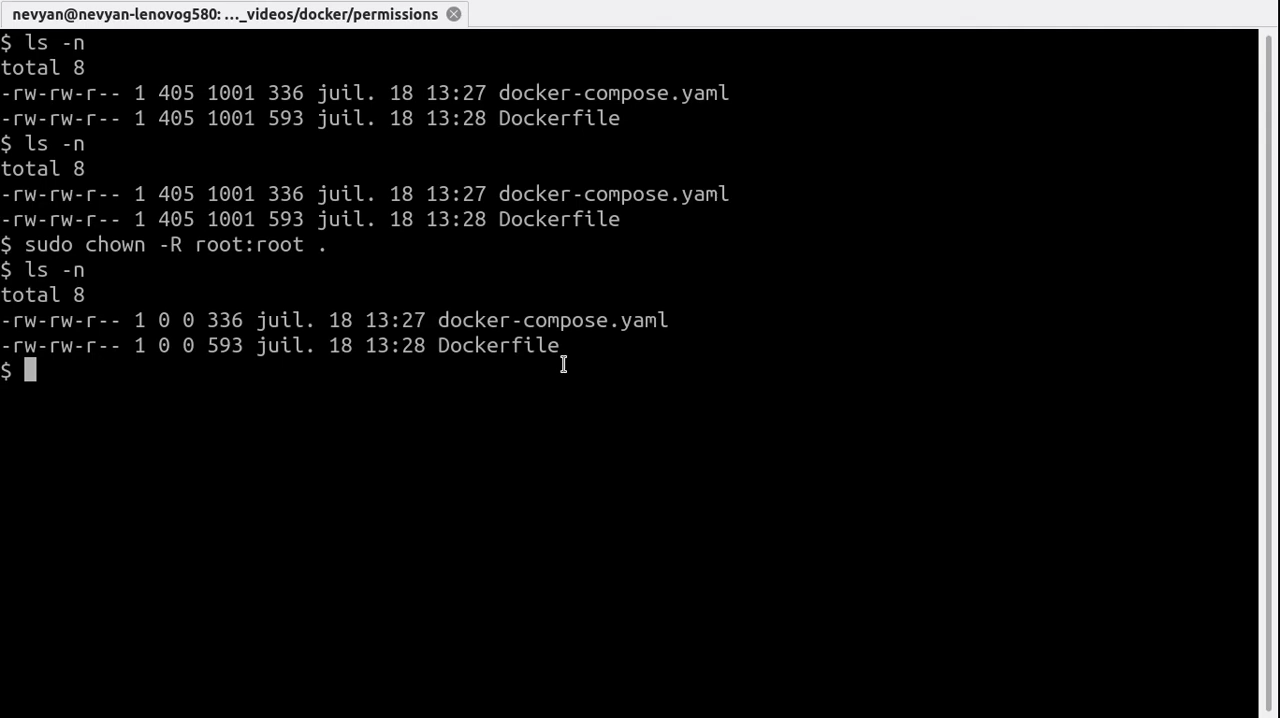 nevyan@nevyan-lenovog580: ..._videos/docker/permissions
$ ls -n
total 8
-rw-rw-r-- 1 405 1001 336 juil. 18 13:27 docker-compose.yaml
-rw-rw-r-- 1 405 1001 593 juil. 18 13:28 Dockerfile
$ ls -n
total 8
-rw-rw-r-- 1 405 1001 336 juil. 18 13:27 docker-compose.yaml
-rw-rw-r-- 1 405 1001 593 juil. 18 13:28 Dockerfile
$ sudo chown -R root:root .
$ ls -n
total 8
-rw-rw-r-- 1 0 0 336 juil. 18 13:27 docker-compose.yaml
-rw-rw-r-- 1 0 0 593 juil. 18 13:28 Dockerfile
$